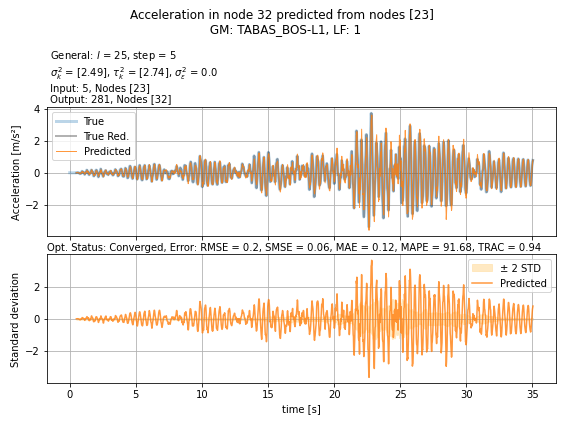 Acceleration in node 32 predicted from nodes [23]
GM: TABAS_BOS-L1, LF: 1
General: l = 25, step = 5
σ²ₖ = [2.49], τ²ₖ = [2.74], σ²ε = 0.0
Input: 5, Nodes [23]
Output: 281, Nodes [32]
Acceleration [m/s²]
4
2
0
−2
True
True Red.
Predicted
Opt. Status: Converged, Error: RMSE = 0.2, SMSE = 0.06, MAE = 0.12, MAPE = 91.68, TRAC = 0.94
Standard deviation
2
0
−2
± 2 STD
Predicted
0 5 10 15 20 25 30 35
time [s]